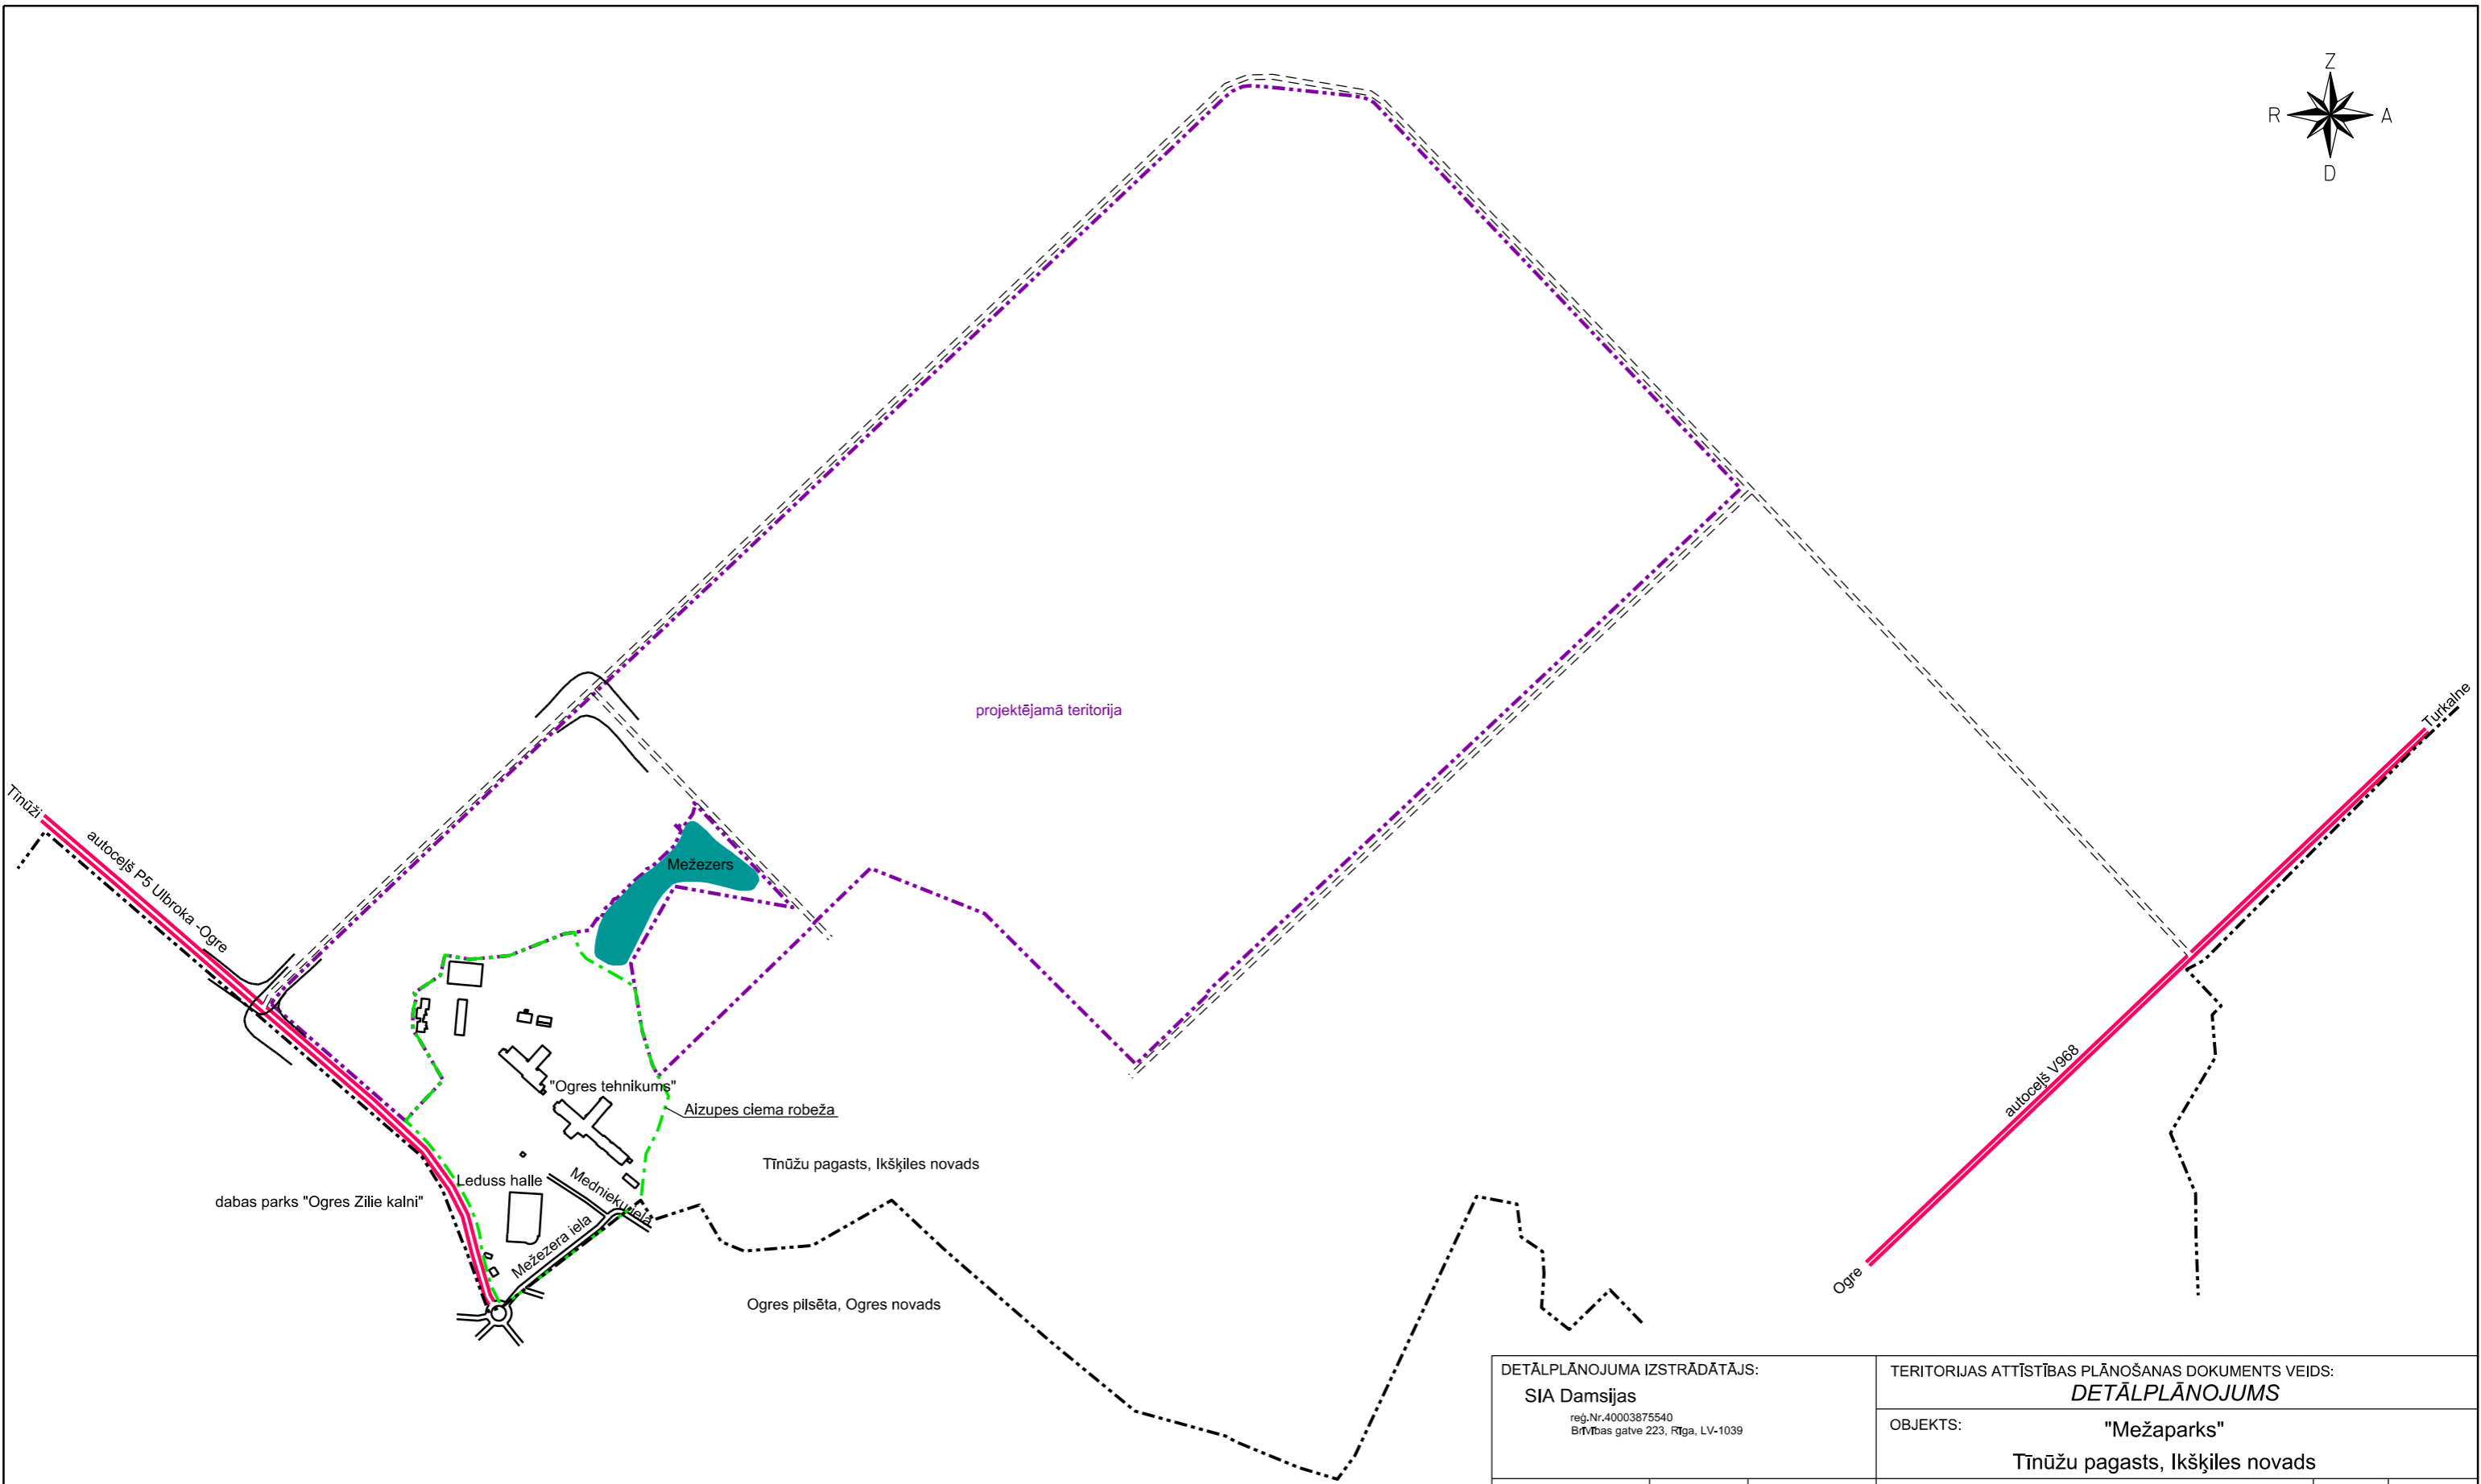 Z
R
A
D
projektējamā teritorija
Turkalne
Tīnūži
autoceļš P5 Ulbroka -Ogre
Mežezers
autoceļš V968
"Ogres tehnikums"
Aizupes ciema robeža
Tīnūžu pagasts, Ikšķiles novads
Leduss halle
Mednieku iela
dabas parks "Ogres Zilie kalni"
Mežezera iela
Ogre
Ogres pilsēta, Ogres novads
DETĀLPLĀNOJUMA IZSTRĀDĀTĀJS:
SIA Damsijas
reģ.Nr.40003875540
Brīvības gatve 223, Rīga, LV-1039
TERITORIJAS ATTĪSTĪBAS PLĀNOŠANAS DOKUMENTS VEIDS:
DETĀLPLĀNOJUMS
OBJEKTS:
"Mežaparks"
Tīnūžu pagasts, Ikšķiles novads